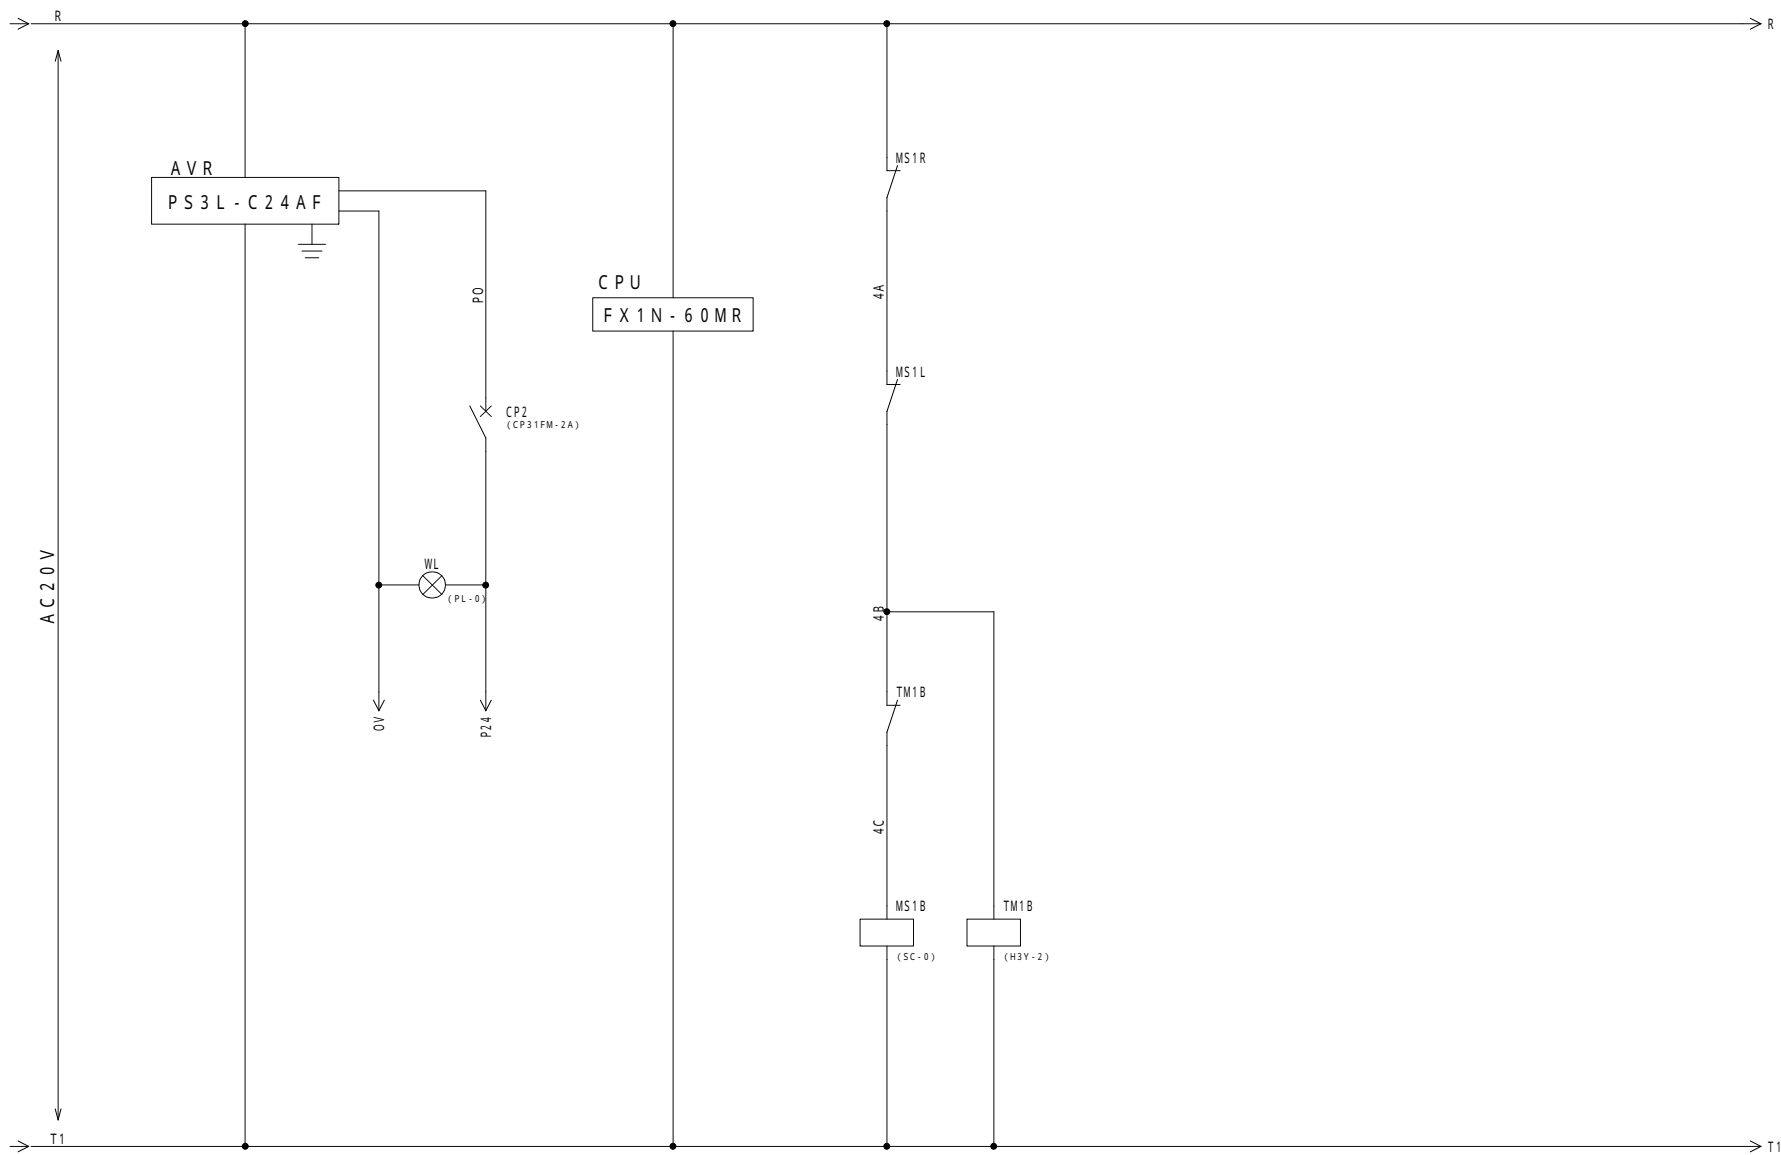 R
R
MS1R
AVR
PS3L-C24AF
CPU
FX1N-60MR
4A
P0
MS1L
CP2
(CP31FM-2A)
AC20V
WL
(PL-0)
4B
TM1B
0V
P24
4C
MS1B
TM1B
(SC-0)
(H3Y-2)
T1
T1